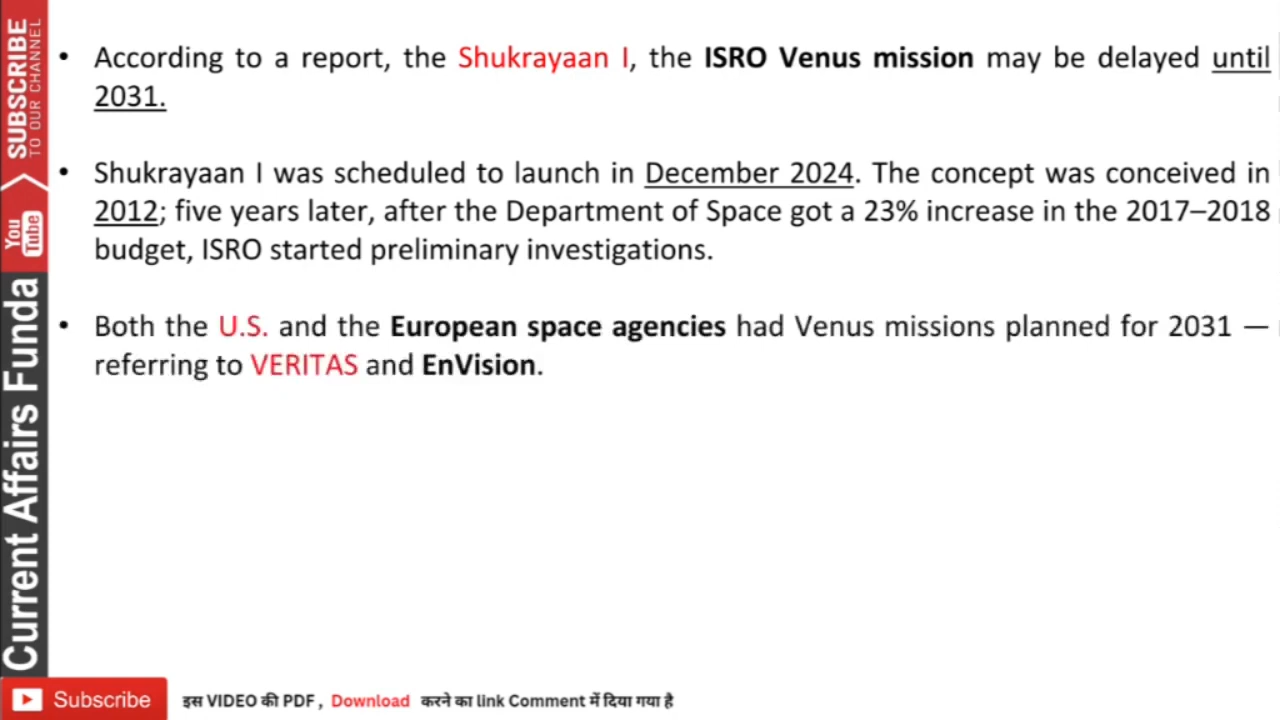 • According to a report, the Shukrayaan I, the ISRO Venus mission may be delayed until
2031.
• Shukrayaan I was scheduled to launch in December 2024. The concept was conceived in
2012; five years later, after the Department of Space got a 23% increase in the 2017–2018
budget, ISRO started preliminary investigations.
• Both the U.S. and the European space agencies had Venus missions planned for 2031 —
referring to VERITAS and EnVision.
SUBSCRIBE
TO OUR CHANNEL
You
Tube
Current Affairs Funda
Subscribe
इस VIDEO की PDF , Download करने का link Comment में दिया गया है